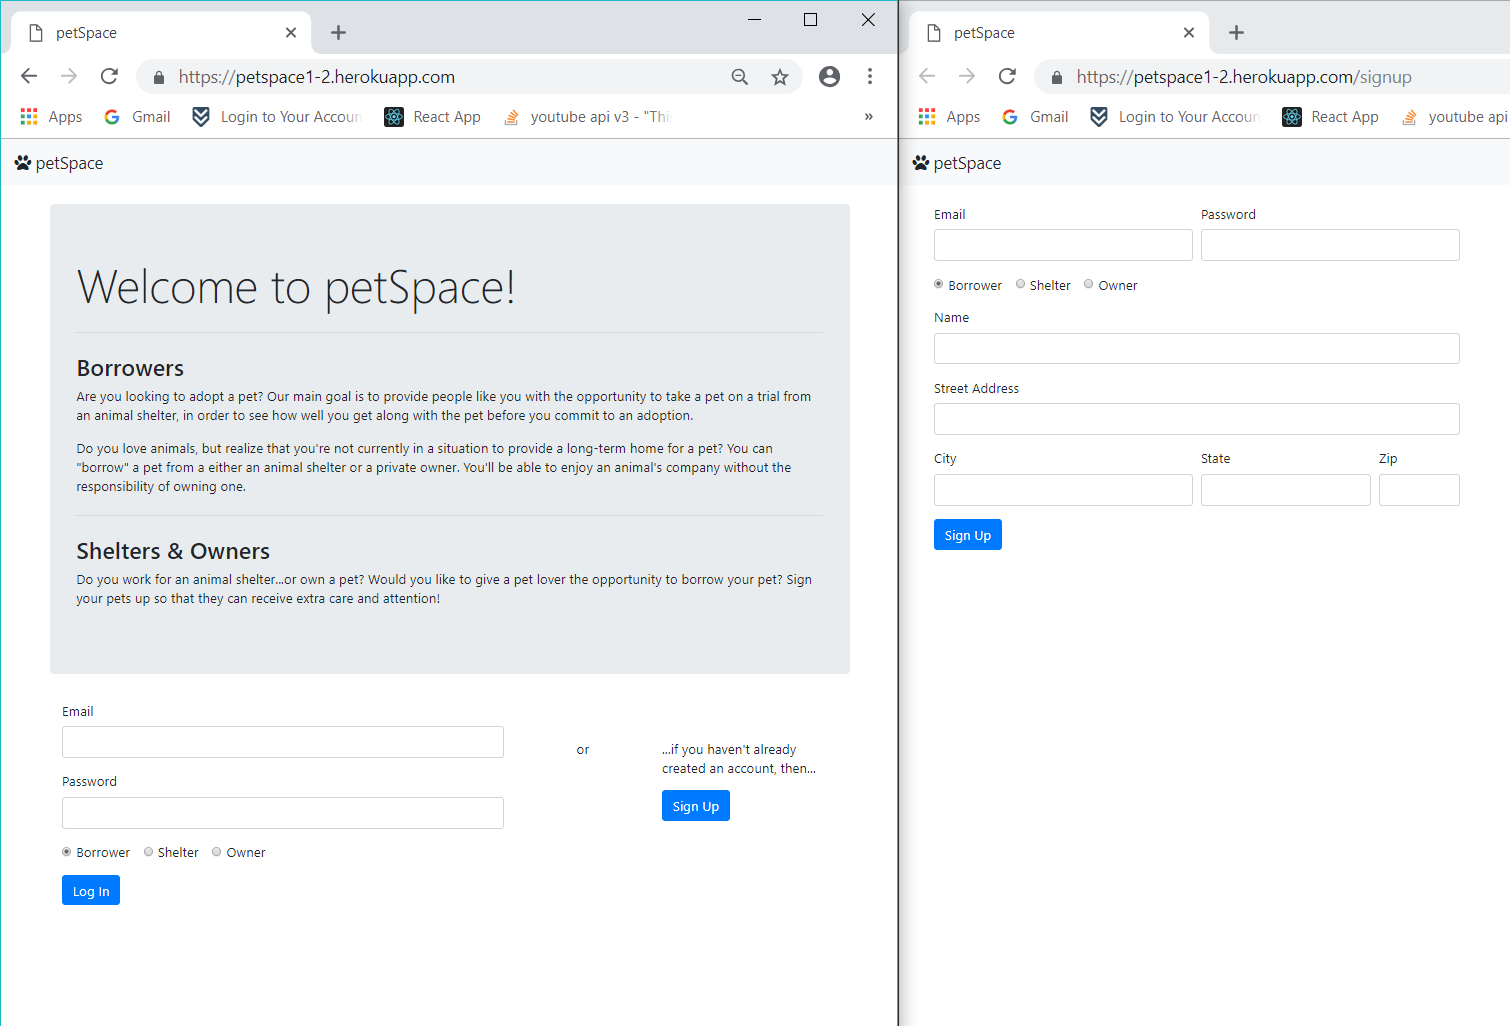 petSpace
https://petspace1-2.herokuapp.com
Apps Gmail Login to Your Accoun React App youtube api v3 - "This »
petSpace
Welcome to petSpace!
Borrowers
Are you looking to adopt a pet? Our main goal is to provide people like you with the opportunity to take a pet on a trial from
an animal shelter, in order to see how well you get along with the pet before you commit to an adoption.
Do you love animals, but realize that you're not currently in a situation to provide a long-term home for a pet? You can
"borrow" a pet from a either an animal shelter or a private owner. You'll be able to enjoy an animal's company without the
responsibility of owning one.
Shelters & Owners
Do you work for an animal shelter...or own a pet? Would you like to give a pet lover the opportunity to borrow your pet? Sign
your pets up so that they can receive extra care and attention!
Email
Password
Borrower Shelter Owner
Log In
or
...if you haven't already
created an account, then...
Sign Up
petSpace
https://petspace1-2.herokuapp.com/signup
Apps Gmail Login to Your Accoun React App youtube api
petSpace
Email Password
Borrower Shelter Owner
Name
Street Address
City State Zip
Sign Up